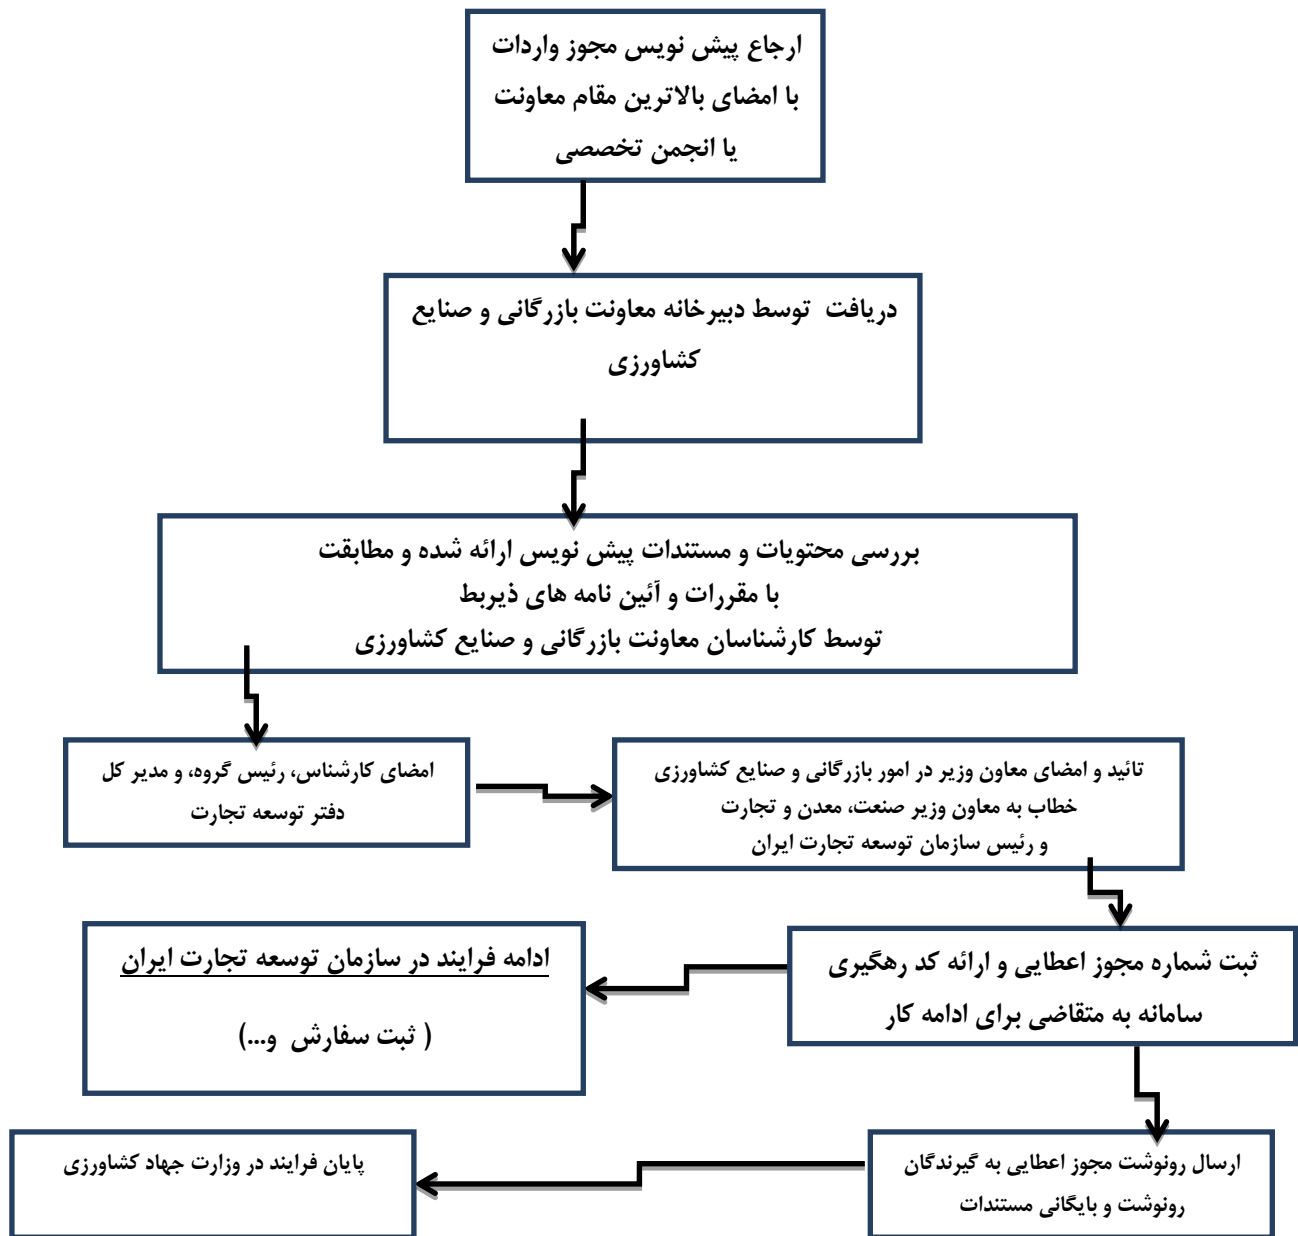 ارجاع پیش نویس مجوز واردات
با امضای بالاترین مقام معاونت
یا انجمن تخصصی
دریافت توسط دبیرخانه معاونت بازرگانی و صنایع
کشاورزی
بررسی محتویات و مستندات پیش نویس ارائه شده و مطابقت
با مقررات و آئین نامه های ذیربط
توسط کارشناسان معاونت بازرگانی و صنایع کشاورزی
امضای کارشناس، رئیس گروه، و مدیر کل
دفتر توسعه تجارت
تائید و امضای معاون وزیر در امور بازرگانی و صنایع کشاورزی
خطاب به معاون وزیر صنعت، معدن و تجارت
و رئیس سازمان توسعه تجارت ایران
ثبت شماره مجوز اعطایی و ارائه کد رهگیری
سامانه به متقاضی برای ادامه کار
ادامه فرایند در سازمان توسعه تجارت ایران
( ثبت سفارش و...)
ارسال رونوشت مجوز اعطایی به گیرندگان
رونوشت و بایگانی مستندات
پایان فرایند در وزارت جهاد کشاورزی